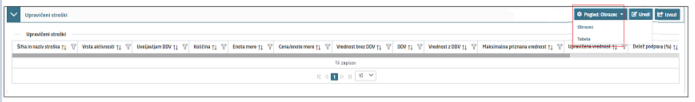 Upravičeni stroški
Pogled: Obrazec
Uredi
Izvozi
Obrazec
Tabela
Upravičeni stroški
Šifra in naziv stroška
Vrsta aktivnosti
Uveljavljam DDV
Količina
Enota mere
Cena/enoto mere
Vrednost brez DDV
DDV
Vrednost z DDV
Maksimalna priznana vrednost
Upravičena vrednost
Delež podpore (%)
Ni zapisov
1
10